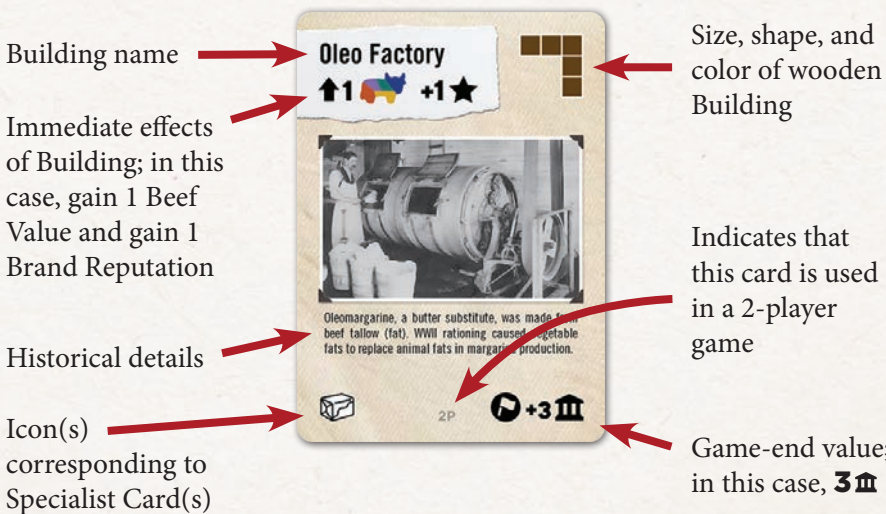 Building name
Immediate effects
of Building; in this
case, gain 1 Beef
Value and gain 1
Brand Reputation
Historical details
Icon(s)
corresponding to
Specialist Card(s)
Oleo Factory
1 +1
Oleomargarine, a butter substitute, was made from
beef tallow (fat). WWII rationing caused vegetable
fats to replace animal fats in margarine production.
2P
+3
Size, shape, and
color of wooden
Building
Indicates that
this card is used
in a 2-player
game
Game-end value;
in this case, 3